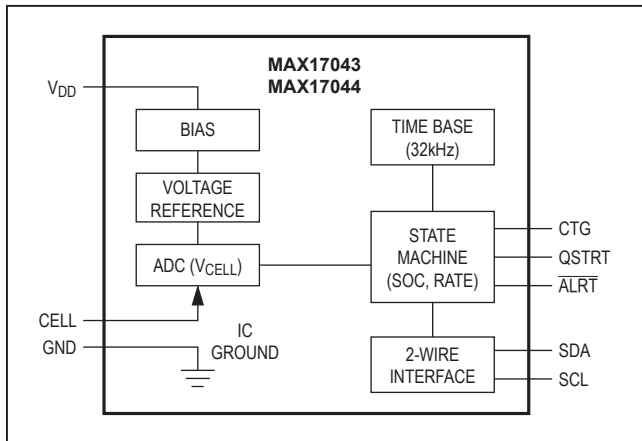 MAX17043
MAX17044
VDD
BIAS
TIME BASE
(32kHz)
VOLTAGE
REFERENCE
ADC (VCELL)
STATE
MACHINE
(SOC, RATE)
CTG
QSTRT
ALRT
CELL
GND
IC
GROUND
2-WIRE
INTERFACE
SDA
SCL